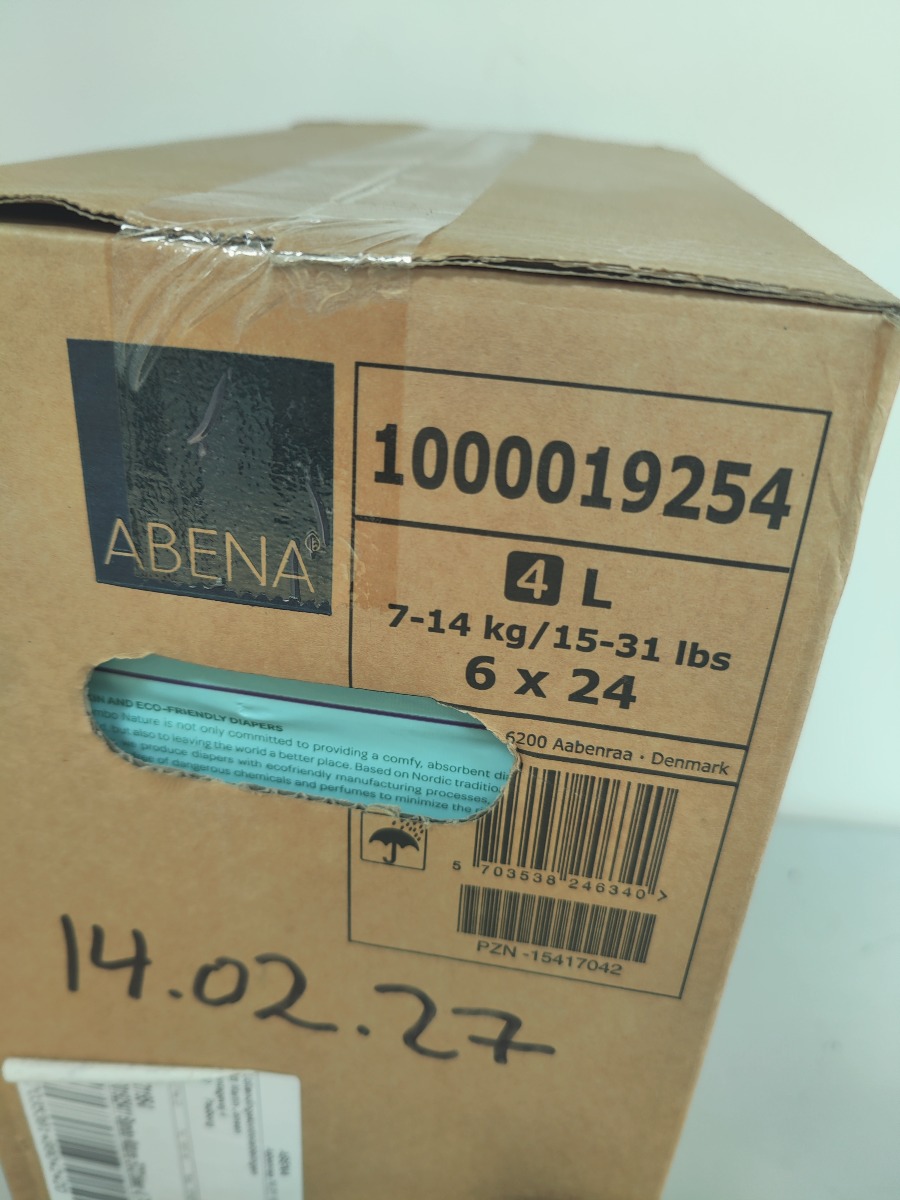 ABENA®
1000019254
4 L
7-14 kg/15-31 lbs
6 x 24
6200 Aabenraa · Denmark
AND ECO-FRIENDLY DIAPERS
Nature is not only committed to providing a comfy, absorbent
but also to leaving the world a better place. Based on Nordic
produce diapers with ecofriendly manufacturing processes,
of dangerous chemicals and perfumes to minimize the
5 703538 246340 >
PZN -15417042
14.02.27